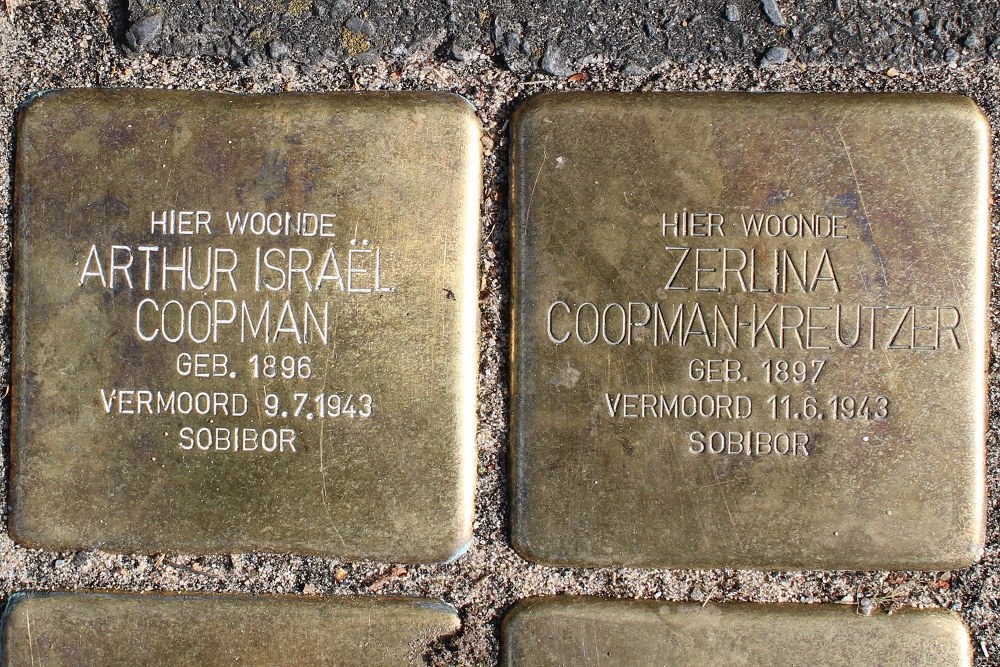 HIER WOONDE
ARTHUR ISRAËL
COOPMAN
GEB. 1896
VERMOORD 9.7.1943
SOBIBOR
HIER WOONDE
ZERLINA
COOPMAN-KREUTZER
GEB. 1897
VERMOORD 11.6.1943
SOBIBOR